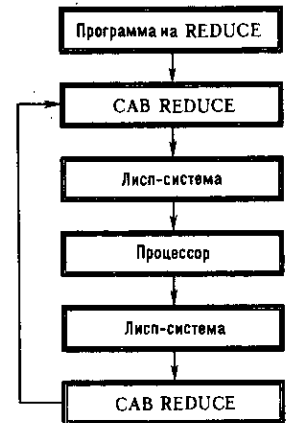 Программа на REDUCE
САВ REDUCE
Лисп-система
Процессор
Лисп-система
САВ REDUCE